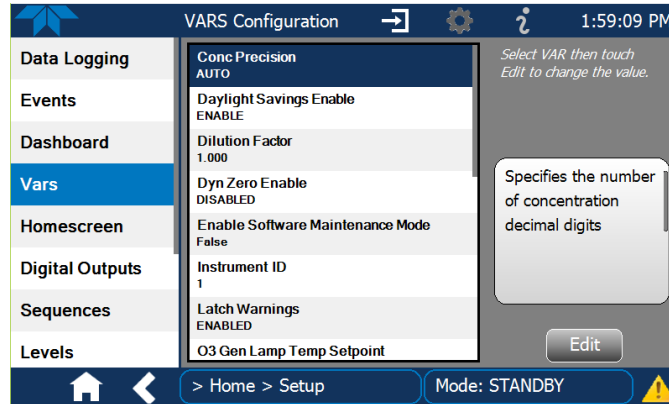 VARS Configuration
1:59:09 PM
Data Logging
Events
Dashboard
Vars
Homescreen
Digital Outputs
Sequences
Levels
Conc Precision
AUTO
Daylight Savings Enable
ENABLE
Dilution Factor
1.000
Dyn Zero Enable
DISABLED
Enable Software Maintenance Mode
False
Instrument ID
1
Latch Warnings
ENABLED
O3 Gen Lamp Temp Setpoint
Select VAR then touch
Edit to change the value.
Specifies the number
of concentration
decimal digits
Edit
> Home > Setup
Mode: STANDBY